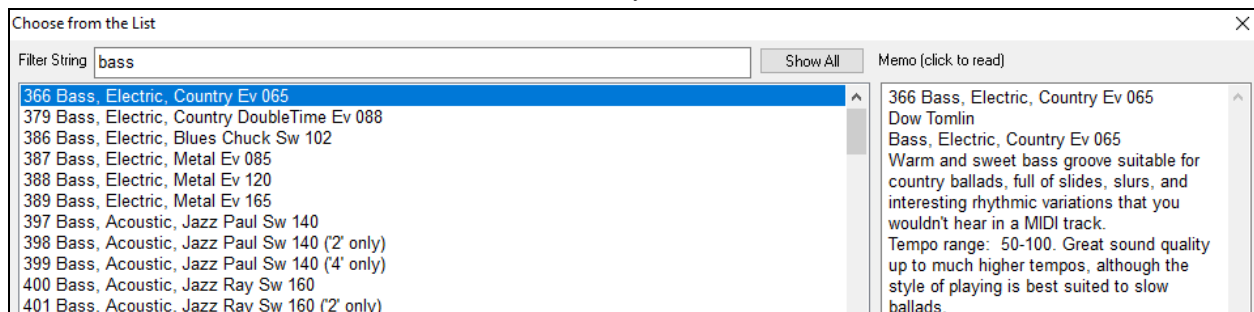 Choose from the List
Filter String bass Show All Memo (click to read)
366 Bass, Electric, Country Ev 065
379 Bass, Electric, Country DoubleTime Ev 088
386 Bass, Electric, Blues Chuck Sw 102
387 Bass, Electric, Metal Ev 085
388 Bass, Electric, Metal Ev 120
389 Bass, Electric, Metal Ev 165
397 Bass, Acoustic, Jazz Paul Sw 140
398 Bass, Acoustic, Jazz Paul Sw 140 ('2' only)
399 Bass, Acoustic, Jazz Paul Sw 140 ('4' only)
400 Bass, Acoustic, Jazz Ray Sw 160
401 Bass, Acoustic, Jazz Ray Sw 160 ('2' only)
366 Bass, Electric, Country Ev 065
Dow Tomlin
Bass, Electric, Country Ev 065
Warm and sweet bass groove suitable for
country ballads, full of slides, slurs, and
interesting rhythmic variations that you
wouldn't hear in a MIDI track.
Tempo range: 50-100. Great sound quality
up to much higher tempos, although the
style of playing is best suited to slow
ballads.